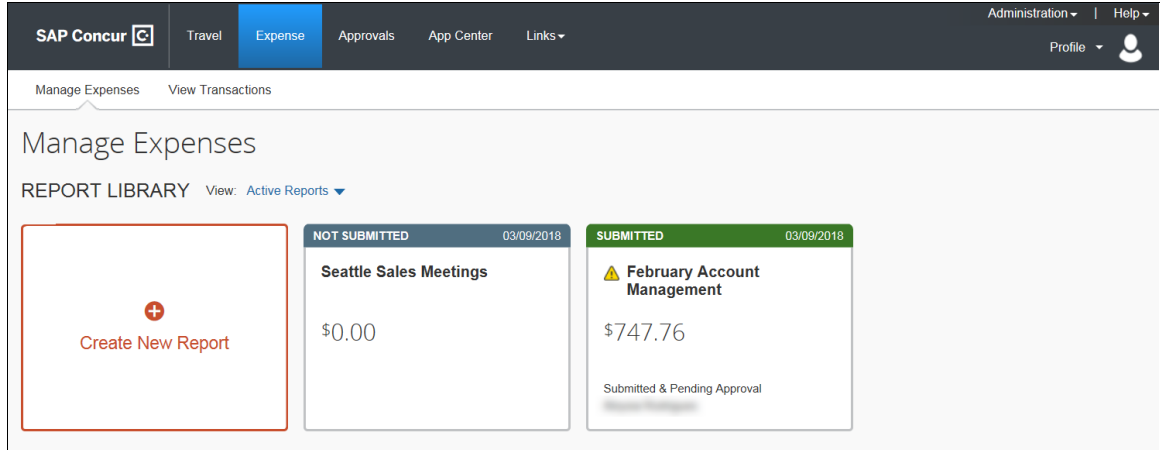 Administration | Help
SAP Concur C Travel Expense Approvals App Center Links
Profile
Manage Expenses View Transactions
Manage Expenses
REPORT LIBRARY View: Active Reports
NOT SUBMITTED 03/09/2018
SUBMITTED 03/09/2018
Seattle Sales Meetings
February Account
Management
Create New Report
$0.00
$747.76
Submitted & Pending Approval